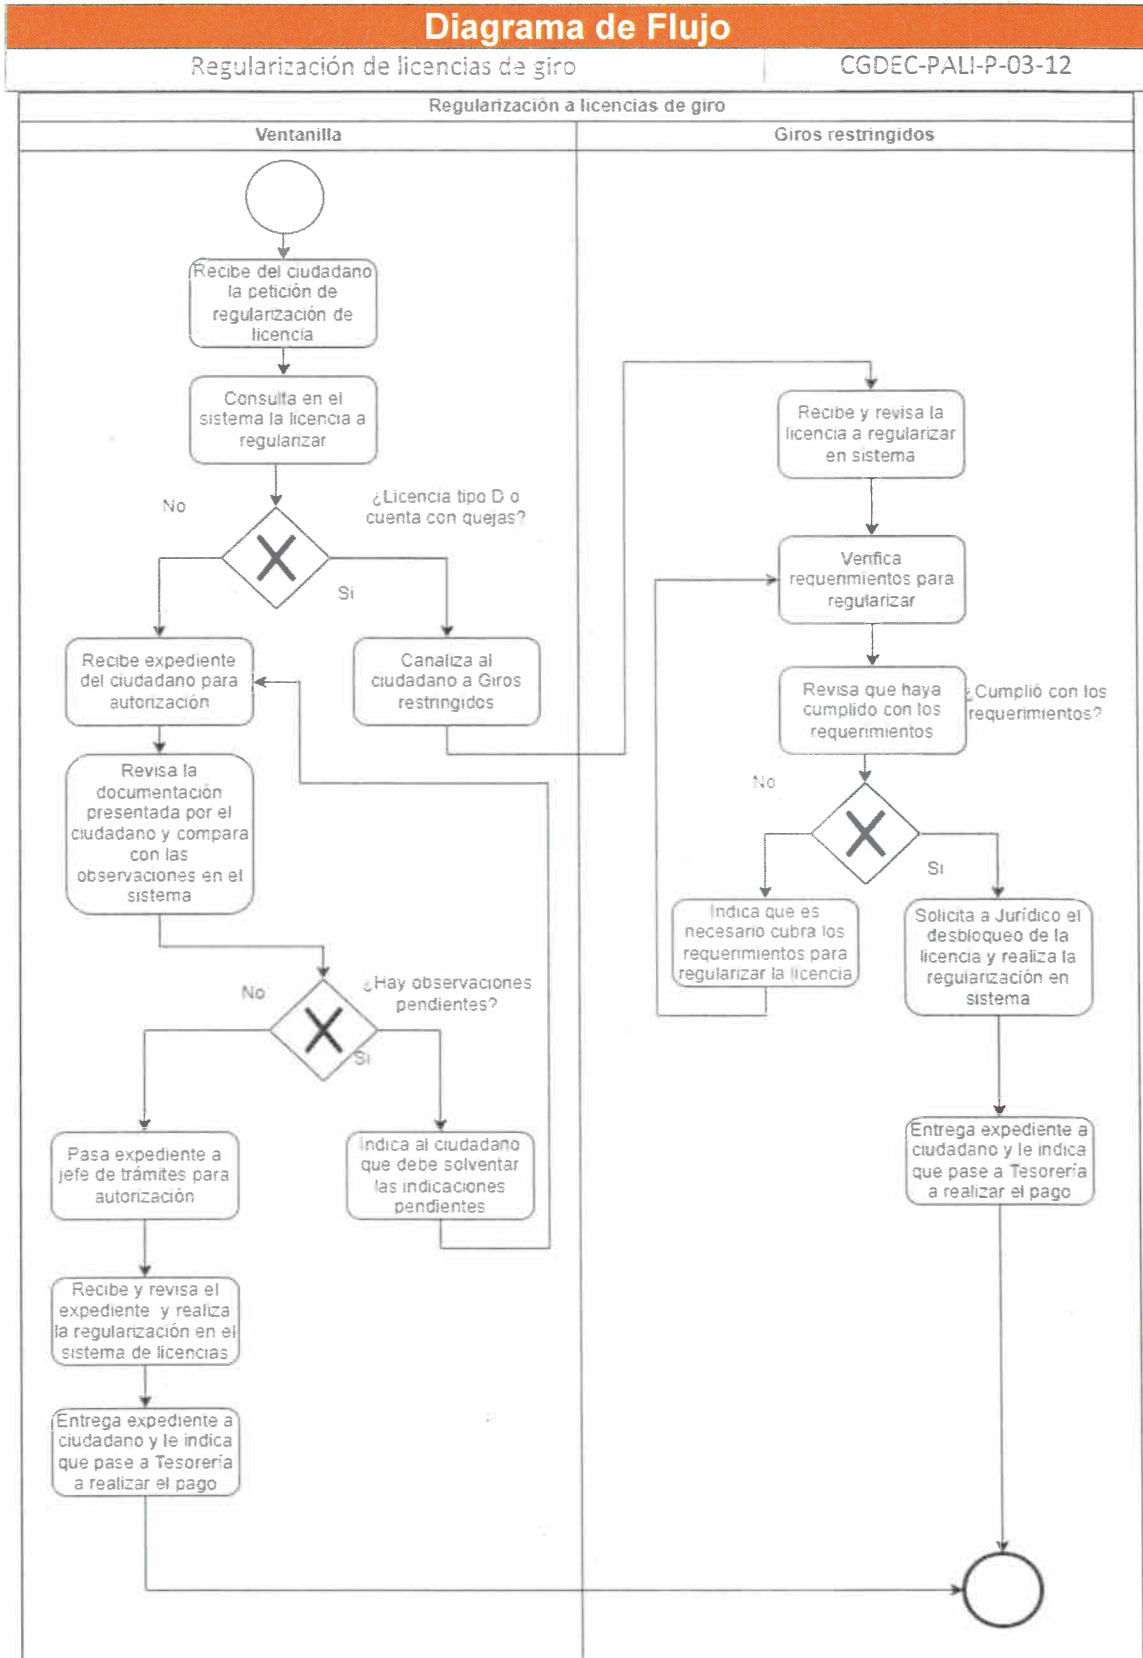 Diagrama de Flujo
Regularización de licencias de giro
CGDEC-PALI-P-03-12
Regularización a licencias de giro
Ventanilla
Giros restringidos
Recibe del ciudadano
la petición de
regularización de
licencia
Consulta en el
sistema la licencia a
regularizar
¿Licencia tipo D o
cuenta con quejas?
No
Si
Recibe expediente
del ciudadano para
autorización
Canaliza al
ciudadano a Giros
restringidos
Revisa la
documentación
presentada por el
ciudadano y compara
con las
observaciones en el
sistema
¿Hay observaciones
pendientes?
No
Si
Pasa expediente a
jefe de trámites para
autorización
Indica al ciudadano
que debe solventar
las indicaciones
pendientes
Recibe y revisa el
expediente y realiza
la regularización en el
sistema de licencias
Entrega expediente a
ciudadano y le indica
que pase a Tesorería
a realizar el pago
Recibe y revisa la
licencia a regularizar
en sistema
Verifica
requerimientos para
regularizar
Revisa que haya
cumplido con los
requerimientos
¿Cumplió con los
requerimientos?
No
Si
Indica que es
necesario cubra los
requerimientos para
regularizar la licencia
Solicita a Jurídico el
desbloqueo de la
licencia y realiza la
regularización en
sistema
Entrega expediente a
ciudadano y le indica
que pase a Tesorería
a realizar el pago